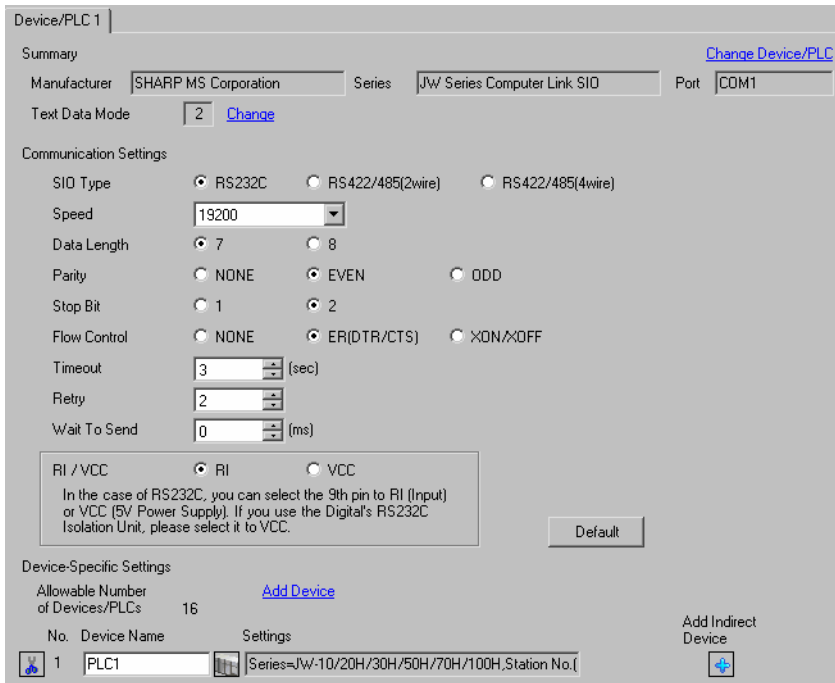 Device/PLC 1
Summary
Change Device/PLC
Manufacturer SHARP MS Corporation Series JW Series Computer Link SIO Port COM1
Text Data Mode 2 Change
Communication Settings
SIO Type RS232C RS422/485(2wire) RS422/485(4wire)
Speed 19200
Data Length 7 8
Parity NONE EVEN ODD
Stop Bit 1 2
Flow Control NONE ER(DTR/CTS) XON/XOFF
Timeout 3 (sec)
Retry 2
Wait To Send 0 (ms)
RI / VCC RI VCC
In the case of RS232C, you can select the 9th pin to RI (Input)
or VCC (5V Power Supply). If you use the Digital's RS232C
Isolation Unit, please select it to VCC.
Default
Device-Specific Settings
Allowable Number
of Devices/PLCs 16
Add Device
Add Indirect
Device
No. Device Name Settings
1 PLC1 Series=JW-10/20H/30H/50H/70H/100H,Station No.(